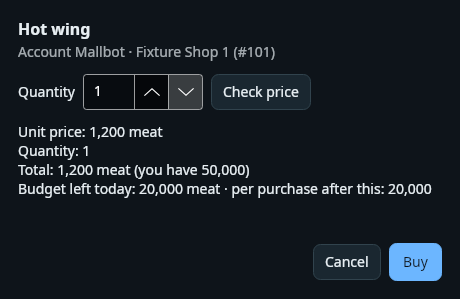 Hot wing
Account Mallbot · Fixture Shop 1 (#101)
Quantity 1 Check price
Unit price: 1,200 meat
Quantity: 1
Total: 1,200 meat (you have 50,000)
Budget left today: 20,000 meat · per purchase after this: 20,000
Cancel Buy